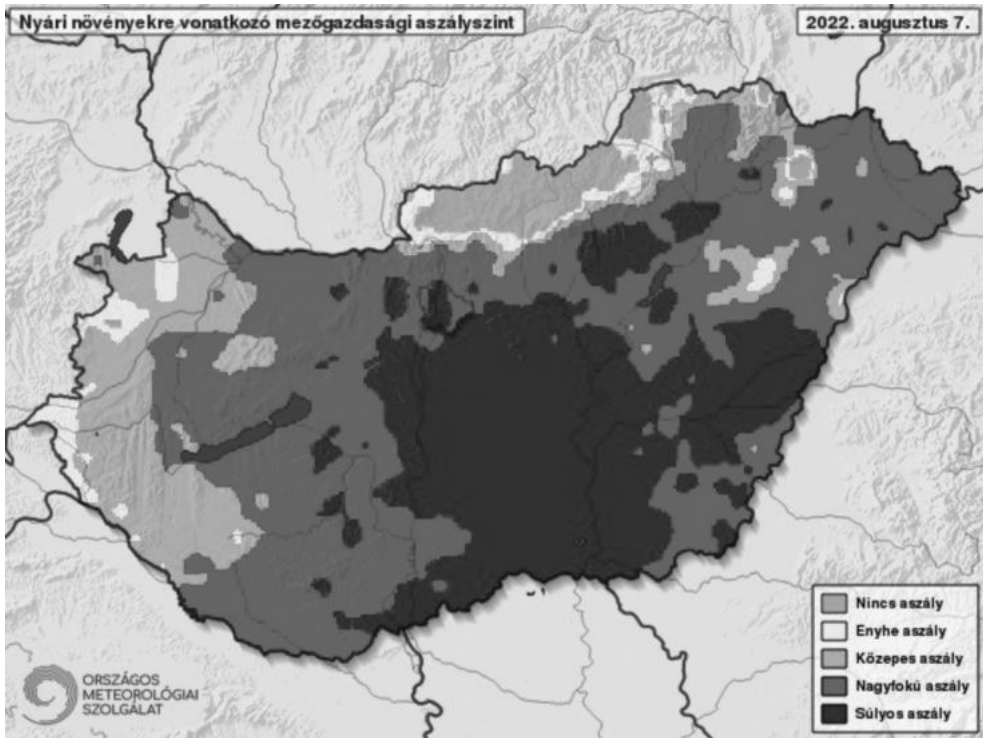 Nyári növényekre vonatkozó mezőgazdasági aszályszint
2022. augusztus 7.
Nincs aszály
Enyhe aszály
Közepes aszály
Nagyfokú aszály
Súlyos aszály
ORSZÁGOS
METEOROLÓGIAI
SZOLGÁLAT